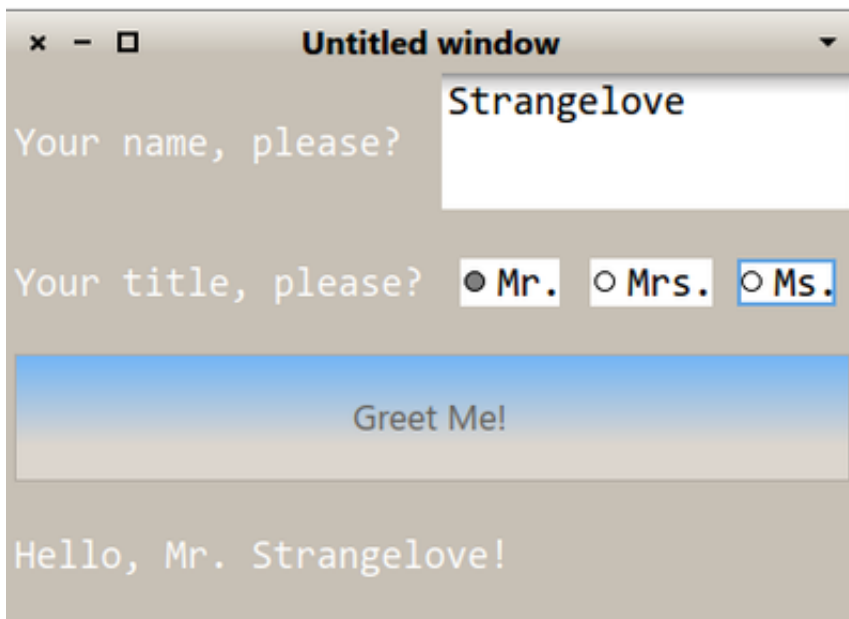 Untitled window
Your name, please? Strangelove
Your title, please? Mr. Mrs. Ms.
Greet Me!
Hello, Mr. Strangelove!